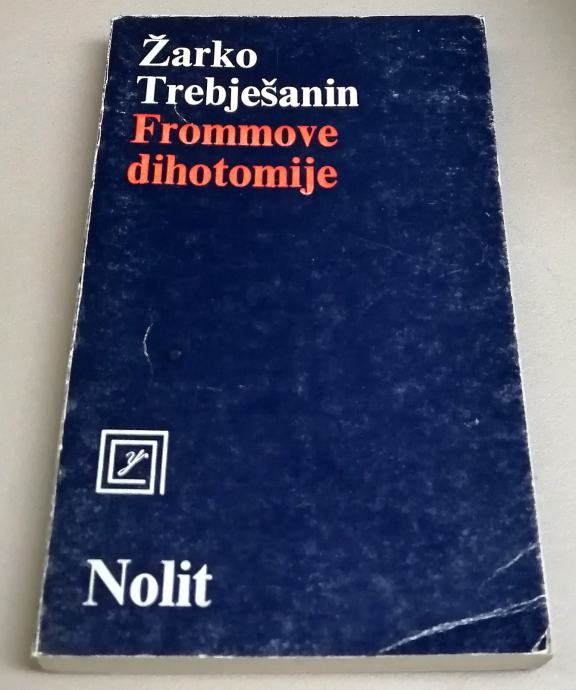 Žarko
Trebješanin
Frommove
dihotomije
Nolit